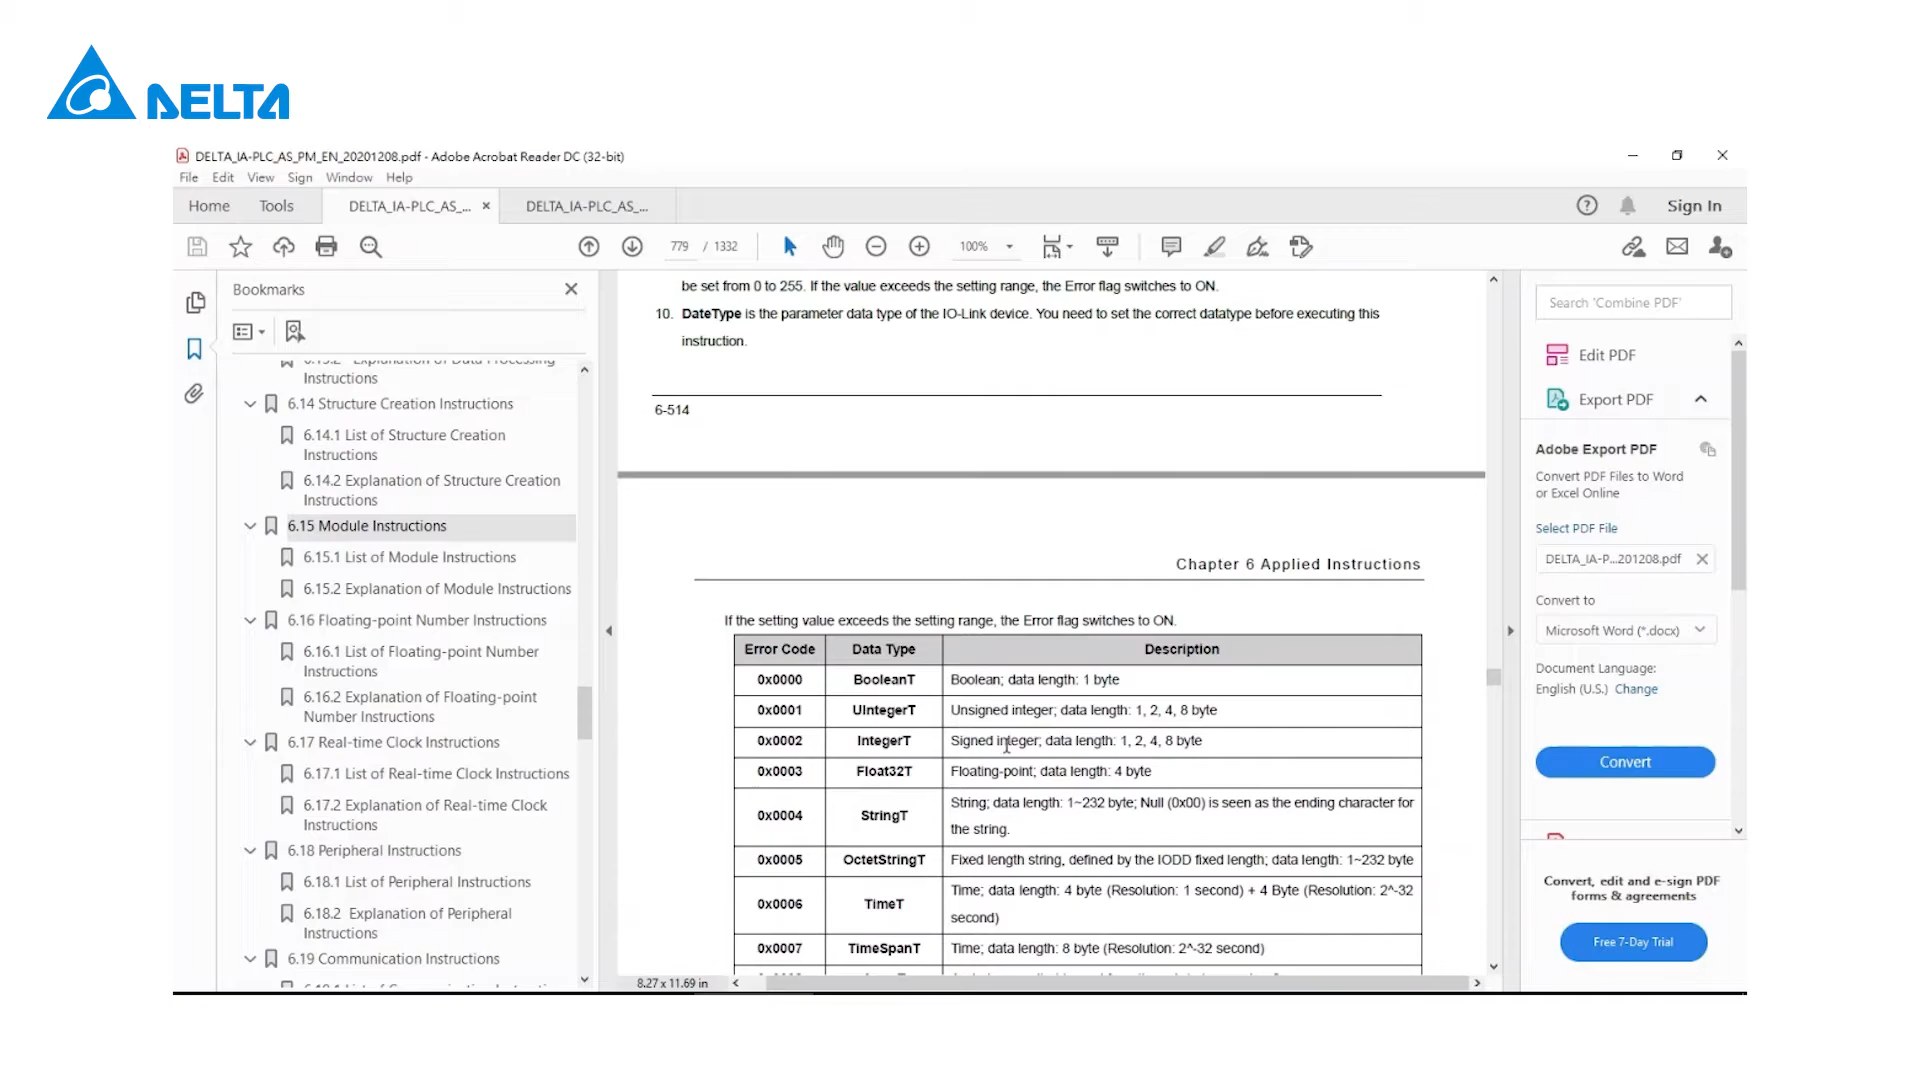 DELTA
DELTA_IA-PLC_AS_PM_EN_20201208.pdf - Adobe Acrobat Reader DC (32-bit)
File Edit View Sign Window Help
Home Tools DELTA_IA-PLC_AS_... DELTA_IA-PLC_AS_... Sign In
779 / 1332 100%
Bookmarks
6.13.2 Explanation of Data Processing
Instructions
6.14 Structure Creation Instructions
6.14.1 List of Structure Creation
Instructions
6.14.2 Explanation of Structure Creation
Instructions
6.15 Module Instructions
6.15.1 List of Module Instructions
6.15.2 Explanation of Module Instructions
6.16 Floating-point Number Instructions
6.16.1 List of Floating-point Number
Instructions
6.16.2 Explanation of Floating-point
Number Instructions
6.17 Real-time Clock Instructions
6.17.1 List of Real-time Clock Instructions
6.17.2 Explanation of Real-time Clock
Instructions
6.18 Peripheral Instructions
6.18.1 List of Peripheral Instructions
6.18.2 Explanation of Peripheral
Instructions
6.19 Communication Instructions
be set from 0 to 255. If the value exceeds the setting range, the Error flag switches to ON.
10. DateType is the parameter data type of the IO-Link device. You need to set the correct datatype before executing this
instruction.
6-514
Chapter 6 Applied Instructions
If the setting value exceeds the setting range, the Error flag switches to ON.
Error Code Data Type Description
0x0000 BooleanT Boolean; data length: 1 byte
0x0001 UIntegerT Unsigned integer; data length: 1, 2, 4, 8 byte
0x0002 IntegerT Signed integer; data length: 1, 2, 4, 8 byte
0x0003 Float32T Floating-point; data length: 4 byte
0x0004 StringT String; data length: 1~232 byte; Null (0x00) is seen as the ending character for
the string.
0x0005 OctetStringT Fixed length string, defined by the IODD fixed length; data length: 1~232 byte
0x0006 TimeT Time; data length: 4 byte (Resolution: 1 second) + 4 Byte (Resolution: 2^-32
second)
0x0007 TimeSpanT Time; data length: 8 byte (Resolution: 2^-32 second)
8.27 x 11.69 in
Search 'Combine PDF'
Edit PDF
Export PDF
Adobe Export PDF
Convert PDF Files to Word
or Excel Online
Select PDF File
DELTA_IA-P...201208.pdf
Convert to
Microsoft Word (*.docx)
Document Language:
English (U.S.) Change
Convert
Convert, edit and e-sign PDF
forms & agreements
Free 7-Day Trial